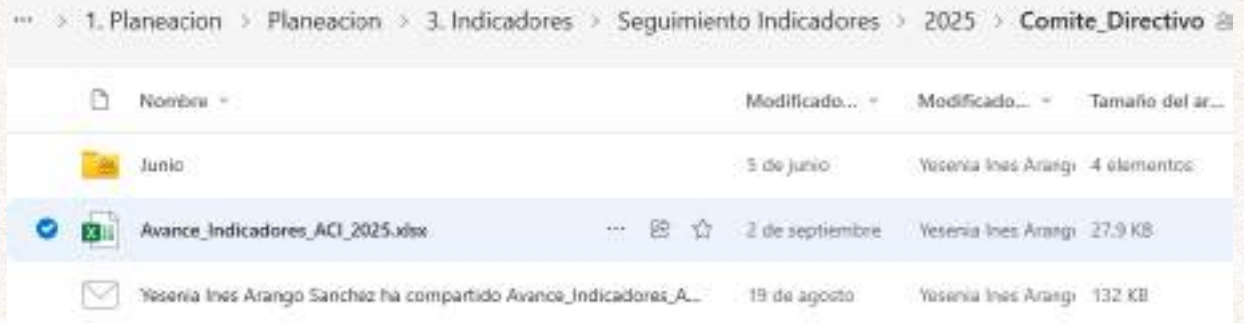 ... > 1. Planeacion > Planeacion > 3. Indicadores > Seguimiento Indicadores > 2025 > Comite_Directivo
Nombre Modificado... Modificado... Tamaño del ar...
Junio 5 de junio Yesenia Ines Arang 4 elementos
Avance_Indicadores_ACI_2025.xlsx ... 2 de septiembre Yesenia Ines Arang 27.9 KB
Yesenia Ines Arango Sanchez ha compartido Avance_Indicadores_A... 19 de agosto Yesenia Ines Arang 132 KB